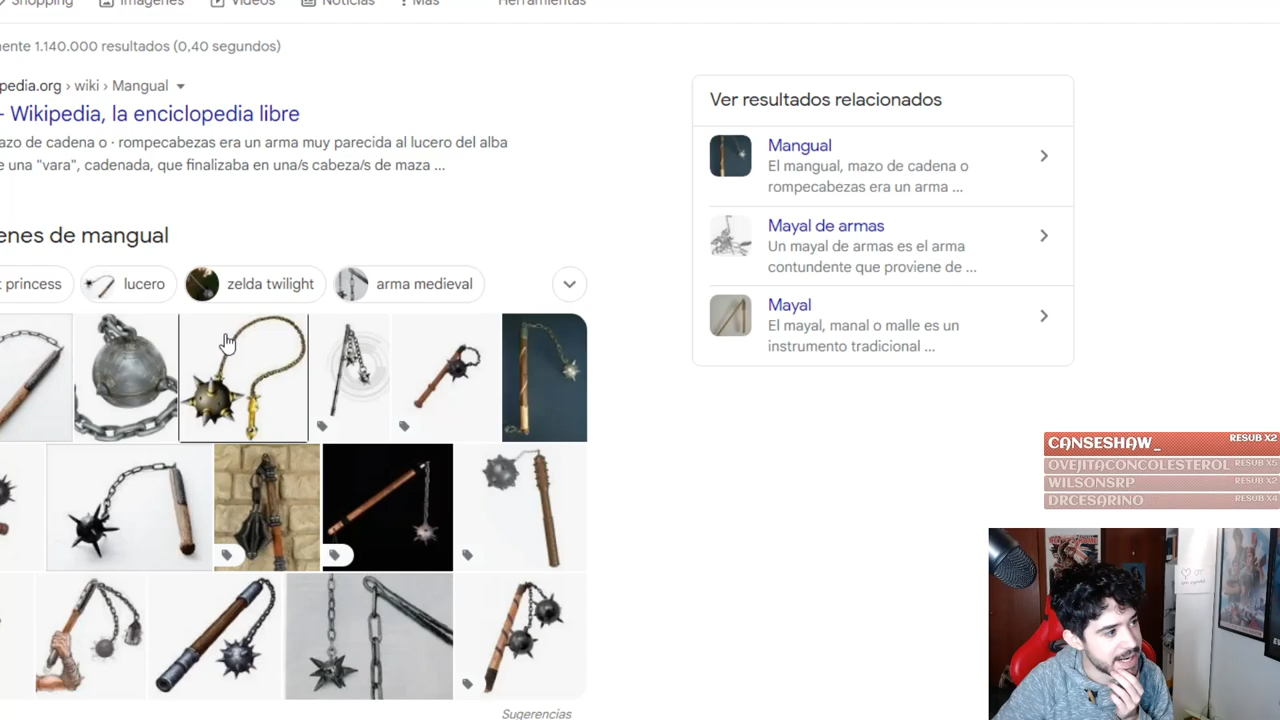 Shopping Imágenes Vídeos Noticias Más Herramientas
ente 1.140.000 resultados (0,40 segundos)
pedia.org › wiki › Mangual
- Wikipedia, la enciclopedia libre
azo de cadena o · rompecabezas era un arma muy parecida al lucero del alba
e una "vara", cadenada, que finalizaba en una/s cabeza/s de maza ...
enes de mangual
t princess
lucero
zelda twilight
arma medieval
Sugerencias
Ver resultados relacionados
Mangual
El mangual, mazo de cadena o
rompecabezas era un arma ...
Mayal de armas
Un mayal de armas es el arma
contundente que proviene de ...
Mayal
El mayal, manal o malle es un
instrumento tradicional ...
CANSESHAW_ RESUB X2
OVEJITACONCOLESTEROL RESUB X5
WILSONSRP RESUB X2
DRCESARINO RESUB X4